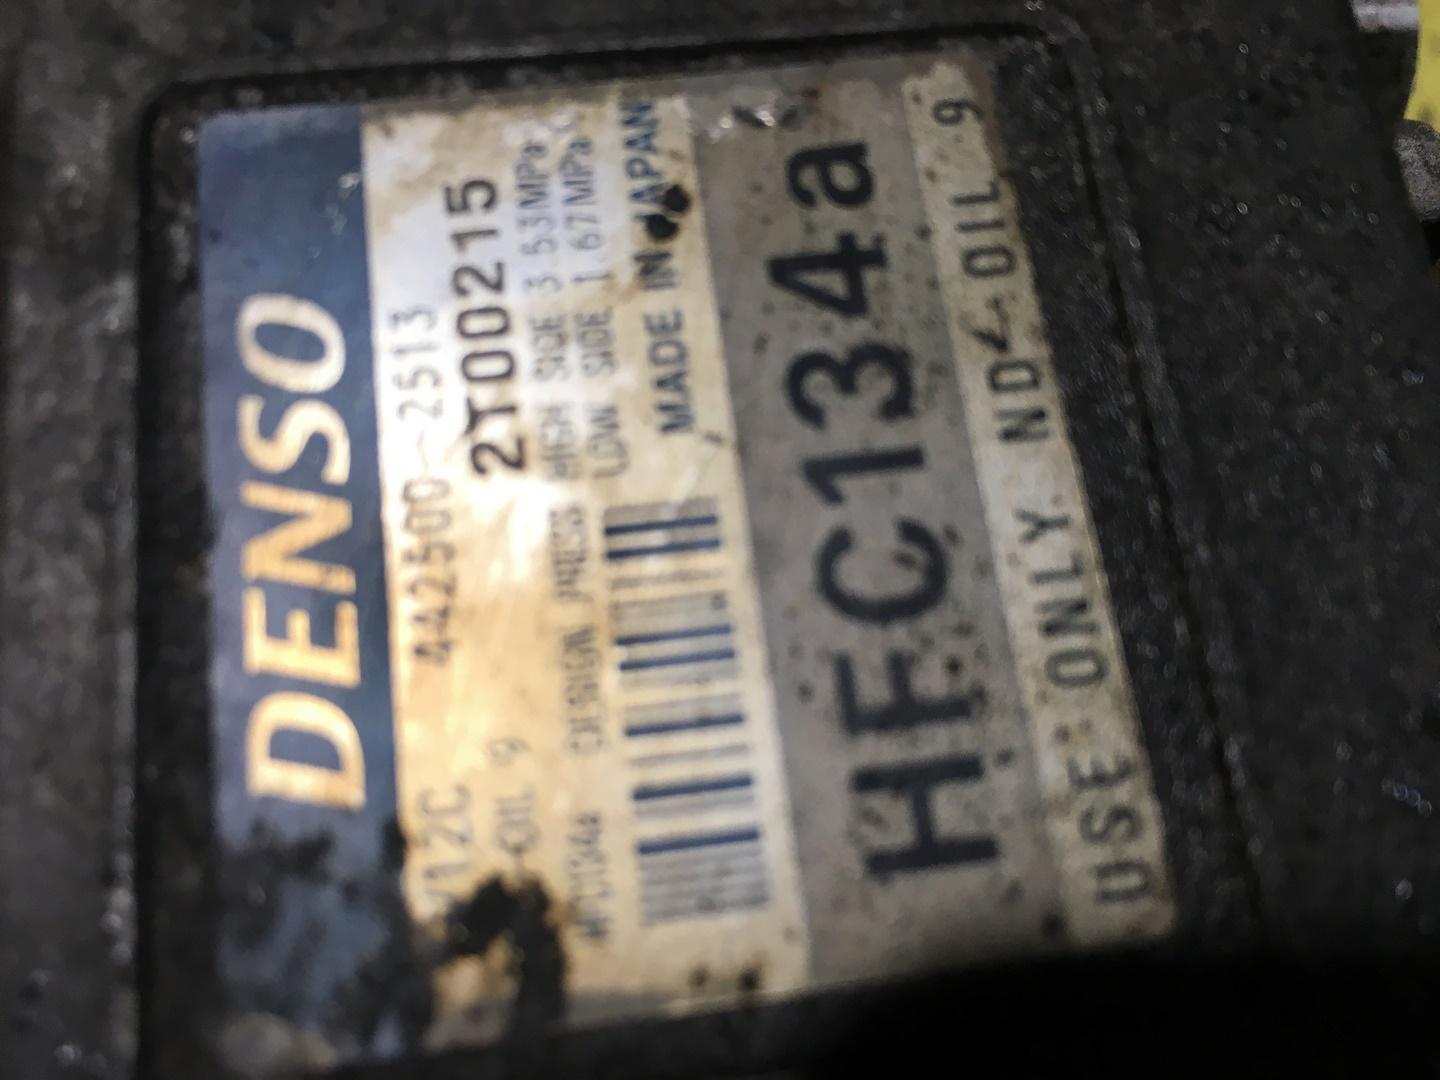 DENSO
V12C 442500-2513
-OIL 9 2T00215
HFC134a DESIGN PRESS HIGH SIDE 3.53MPa
LOW SIDE 1.67MPa
MADE IN JAPAN
HFC134a
USE ONLY. ND-OIL 9